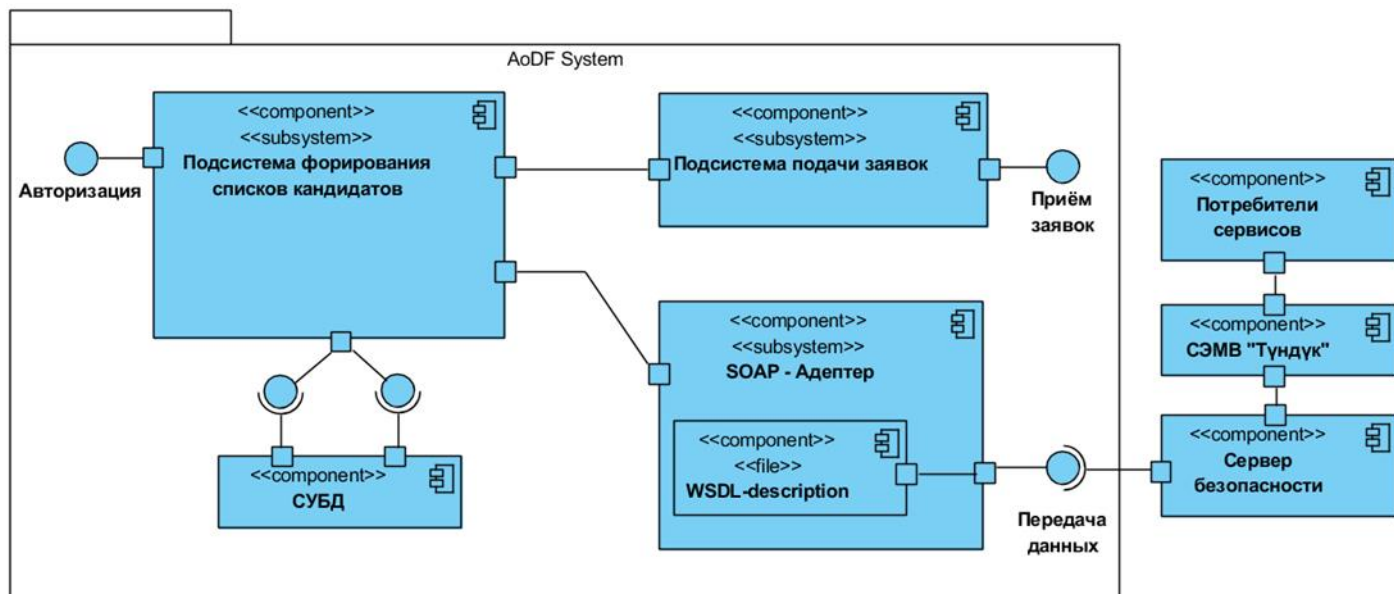 AoDF System
<<component>>
<<subsystem>>
Подсистема форирования
списков кандидатов
Авторизация
<<component>>
<<subsystem>>
Подсистема подачи заявок
Приём
заявок
<<component>>
Потребители
сервисов
<<component>>
<<subsystem>>
SOAP - Адептер
<<component>>
СЭМВ "Түндүк"
<<component>>
<<file>>
WSDL-description
<<component>>
Сервер
безопасности
<<component>>
СУБД
Передача
данных